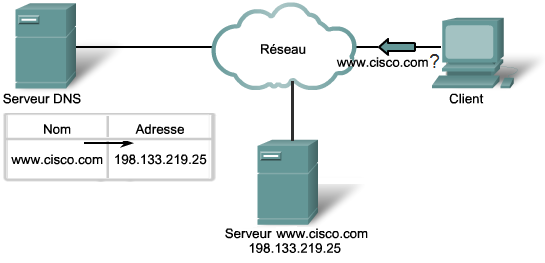 Réseau
www.cisco.com ?
Serveur DNS
Client
Nom Adresse
www.cisco.com 198.133.219.25
Serveur www.cisco.com
198.133.219.25